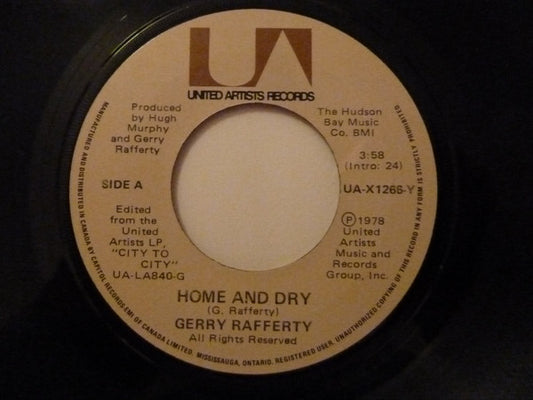 UA
UNITED ARTISTS RECORDS
Produced
by Hugh
Murphy
and Gerry
Rafferty
The Hudson
Bay Music
Co. BMI
3:58
(Intro: 24)
SIDE A
UA-X1266-Y
Edited
from the
United
Artists LP,
"CITY TO
CITY"
UA-LA840-G
Ⓟ1978
United
Artists
Music and
Records
Group, Inc.
HOME AND DRY
(G. Rafferty)
GERRY RAFFERTY
All Rights Reserved
MANUFACTURED AND DISTRIBUTED IN CANADA BY CAPITOL RECORDS-EMI OF CANADA LIMITED, MISSISSAUGA, ONTARIO. REGISTERED USER. UNAUTHORIZED COPYING OF THIS RECORD IN ANY FORM IS STRICTLY PROHIBITED